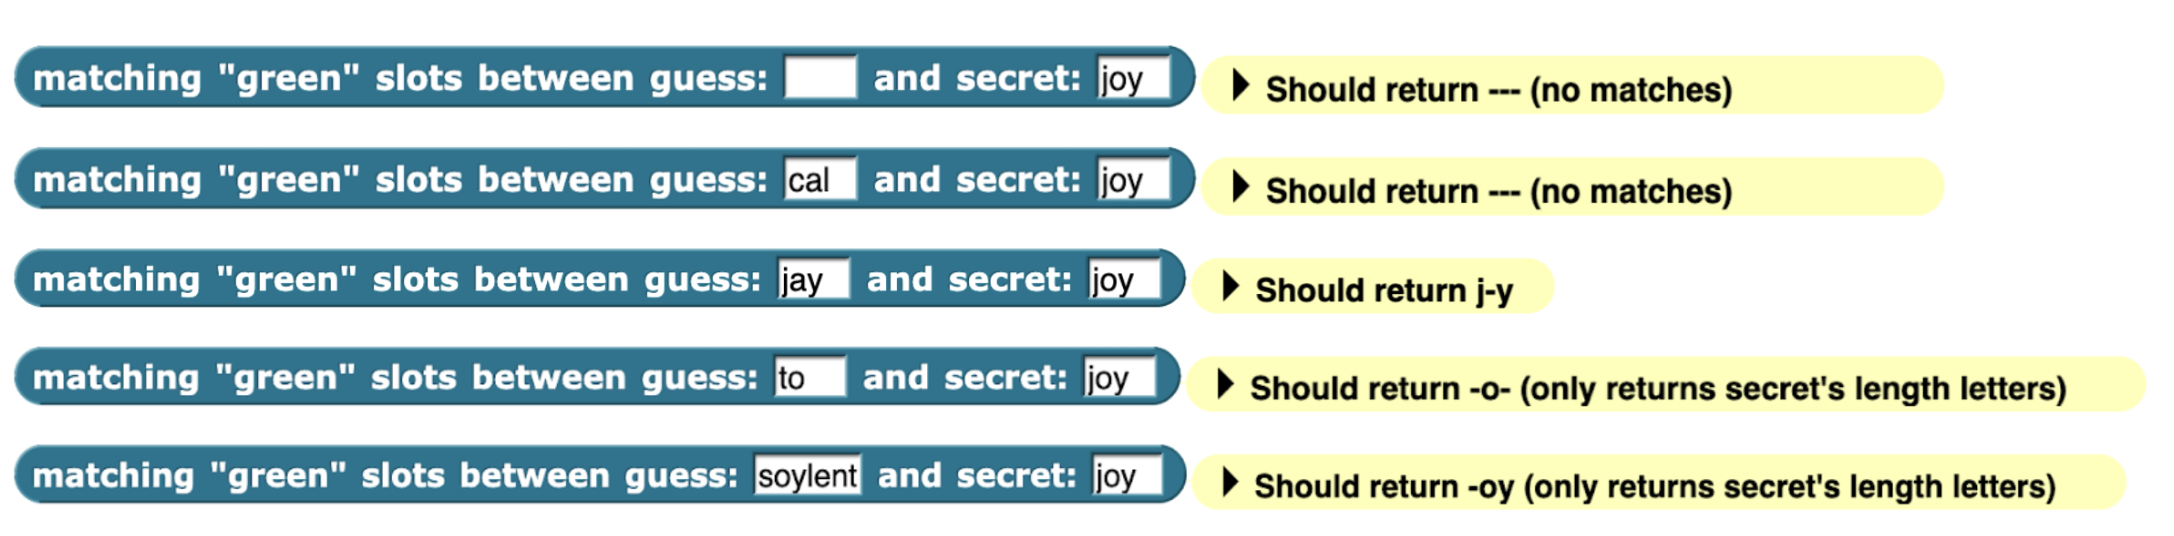 matching "green" slots between guess: and secret: joy Should return --- (no matches)
matching "green" slots between guess: cal and secret: joy Should return --- (no matches)
matching "green" slots between guess: jay and secret: joy Should return j-y
matching "green" slots between guess: to and secret: joy Should return -o- (only returns secret's length letters)
matching "green" slots between guess: soylent and secret: joy Should return -oy (only returns secret's length letters)